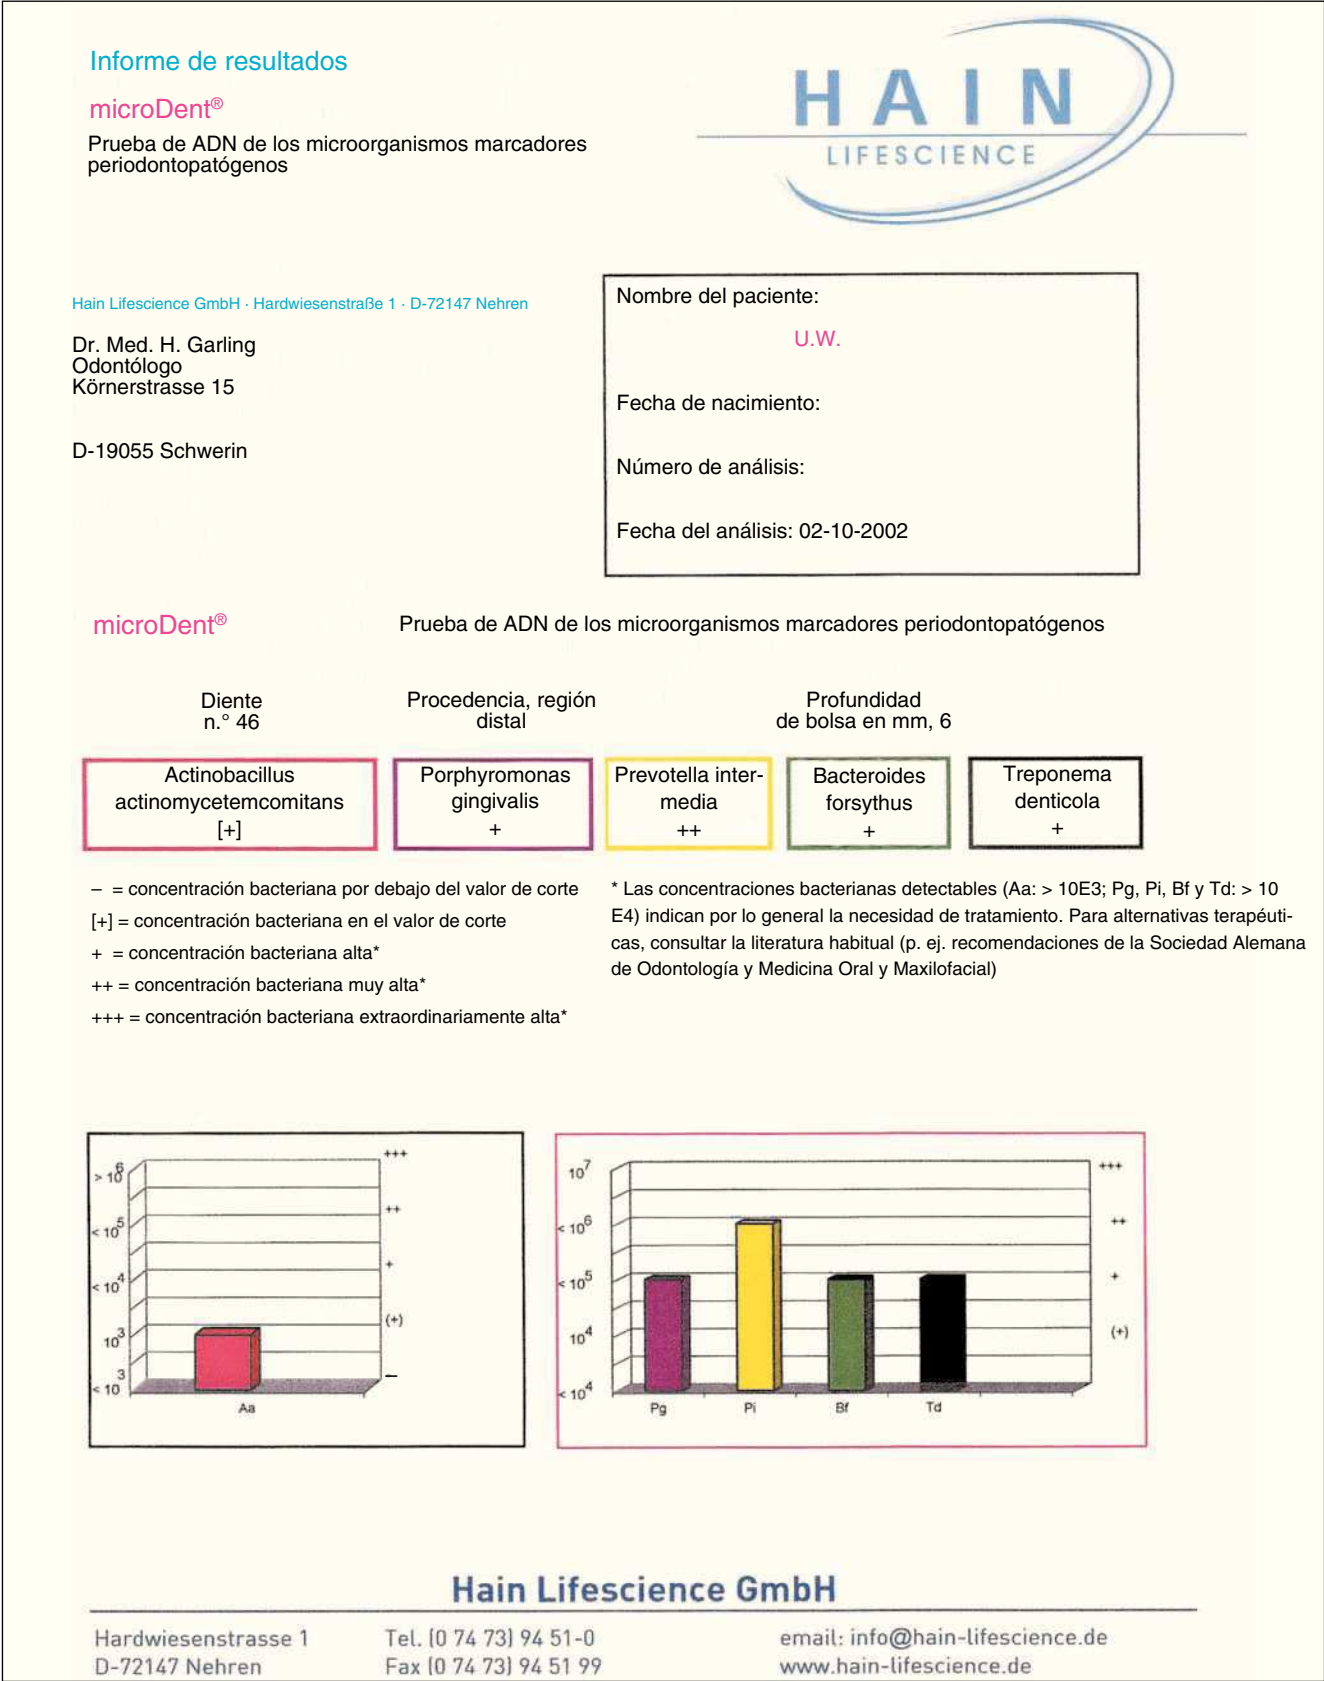 Informe de resultados
microDent®
Prueba de ADN de los microorganismos marcadores
periodontopatógenos
HAIN
LIFESCIENCE
Hain Lifescience GmbH · Hardwiesenstraße 1 · D-72147 Nehren
Dr. Med. H. Garling
Odontólogo
Körnerstrasse 15
D-19055 Schwerin
Nombre del paciente:
U.W.
Fecha de nacimiento:
Número de análisis:
Fecha del análisis: 02-10-2002
microDent®
Prueba de ADN de los microorganismos marcadores periodontopatógenos
Diente
n.° 46
Procedencia, región
distal
Profundidad
de bolsa en mm, 6
Actinobacillus
actinomycetemcomitans
[+]
Porphyromonas
gingivalis
+
Prevotella inter-
media
++
Bacteroides
forsythus
+
Treponema
denticola
+
– = concentración bacteriana por debajo del valor de corte
[+] = concentración bacteriana en el valor de corte
+ = concentración bacteriana alta*
++ = concentración bacteriana muy alta*
+++ = concentración bacteriana extraordinariamente alta*
* Las concentraciones bacterianas detectables (Aa: > 10E3; Pg, Pi, Bf y Td: > 10
E4) indican por lo general la necesidad de tratamiento. Para alternativas terapéuti-
cas, consultar la literatura habitual (p. ej. recomendaciones de la Sociedad Alemana
de Odontología y Medicina Oral y Maxilofacial)
> 10⁶
< 10⁵
< 10⁴
10³
< 10³
+++
++
+
(+)
–
Aa
10⁷
< 10⁶
< 10⁵
10⁴
< 10⁴
+++
++
+
(+)
Pg Pi Bf Td
Hain Lifescience GmbH
Hardwiesenstrasse 1
D-72147 Nehren
Tel. (0 74 73) 94 51-0
Fax (0 74 73) 94 51 99
email: info@hain-lifescience.de
www.hain-lifescience.de